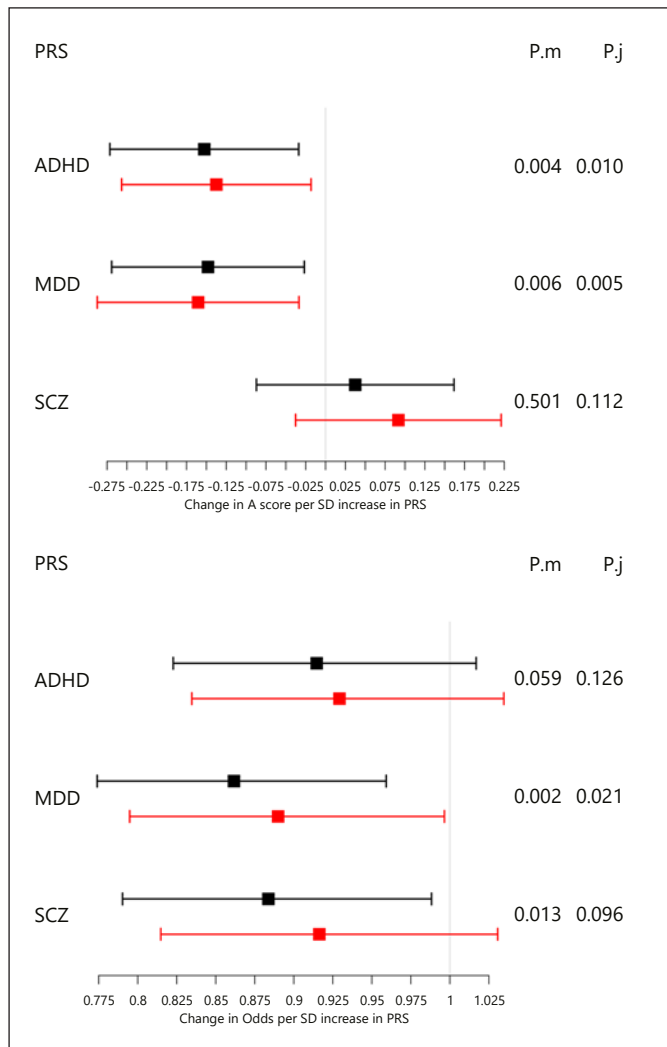 PRS P.m P.j
ADHD 0.004 0.010
MDD 0.006 0.005
SCZ 0.501 0.112
-0.275 -0.225 -0.175 -0.125 -0.075 -0.025 0.025 0.075 0.125 0.175 0.225
Change in A score per SD increase in PRS
PRS P.m P.j
ADHD 0.059 0.126
MDD 0.002 0.021
SCZ 0.013 0.096
0.775 0.8 0.825 0.875 0.9 0.925 0.95 0.975 1 1.025
Change in Odds per SD increase in PRS